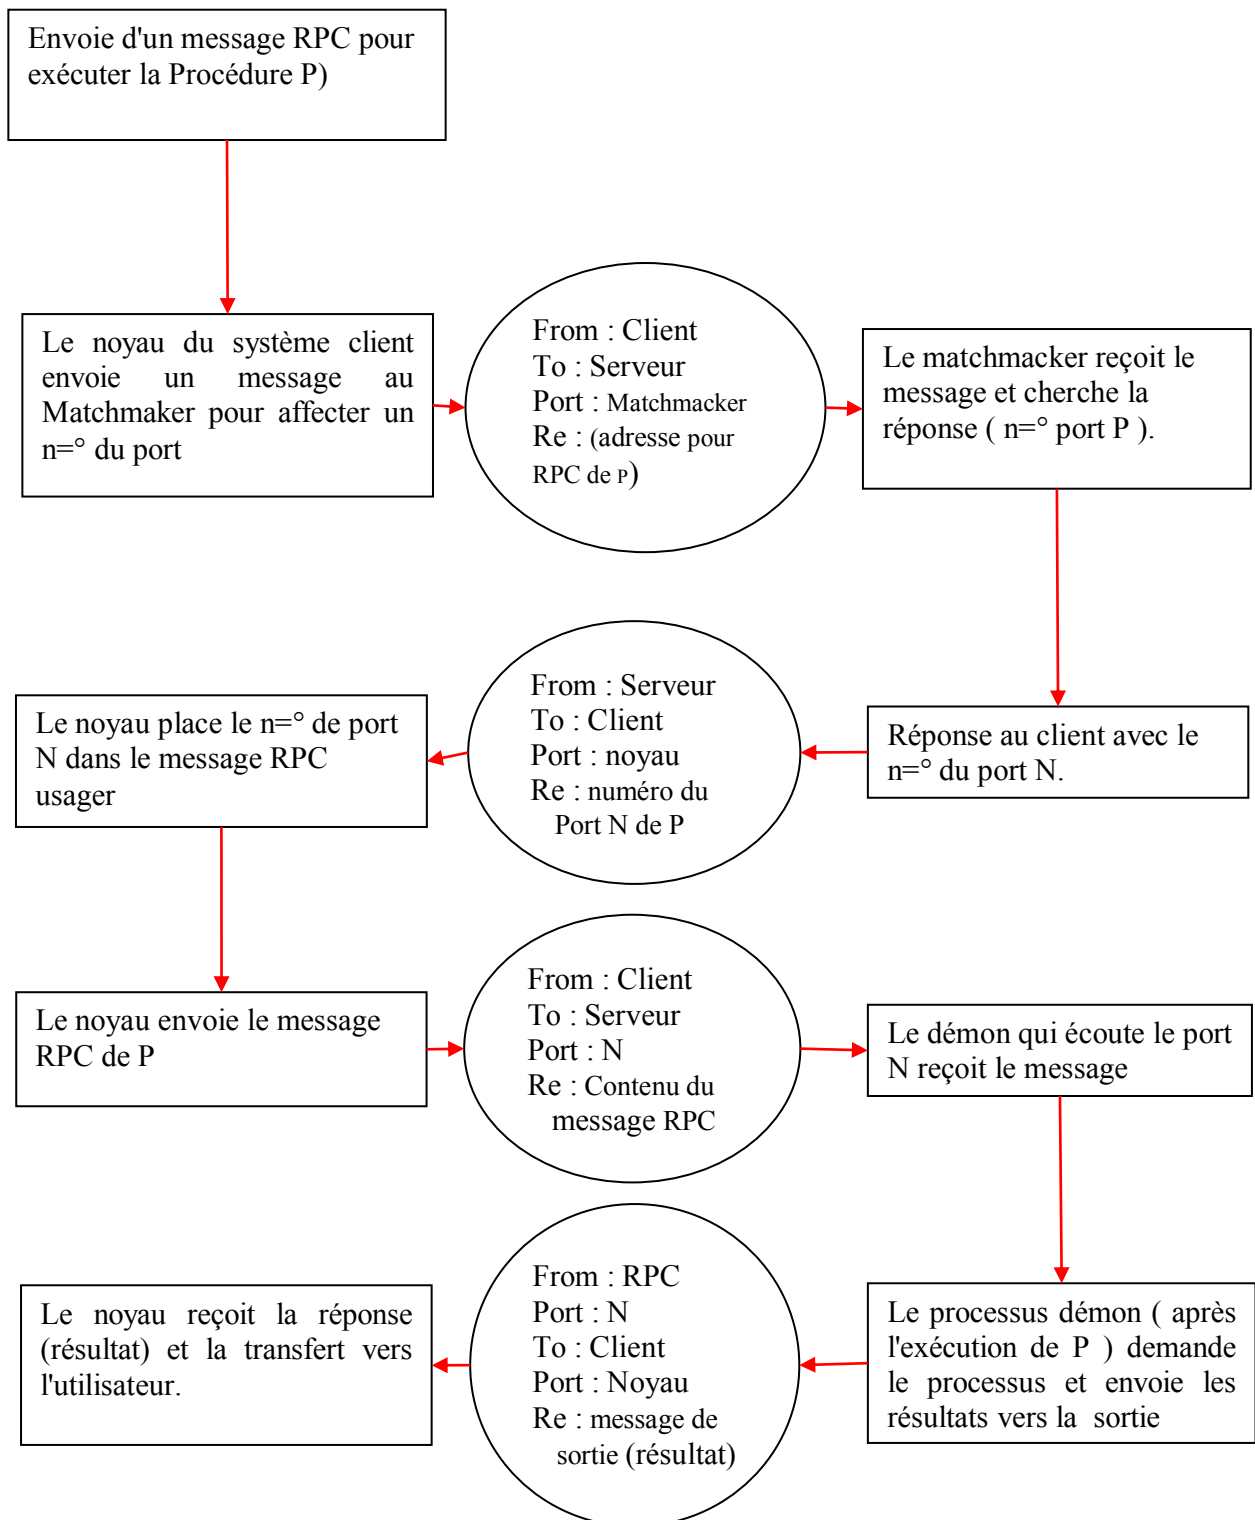 Envoie d'un message RPC pour
exécuter la Procédure P)
Le noyau du système client
envoie un message au
Matchmaker pour affecter un
n=° du port
From : Client
To : Serveur
Port : Matchmacker
Re : (adresse pour
RPC de P)
Le matchmacker reçoit le
message et cherche la
réponse ( n=° port P ).
Réponse au client avec le
n=° du port N.
From : Serveur
To : Client
Port : noyau
Re : numéro du
Port N de P
Le noyau place le n=° de port
N dans le message RPC
usager
Le noyau envoie le message
RPC de P
From : Client
To : Serveur
Port : N
Re : Contenu du
message RPC
Le démon qui écoute le port
N reçoit le message
Le processus démon ( après
l'exécution de P ) demande
le processus et envoie les
résultats vers la sortie
From : RPC
Port : N
To : Client
Port : Noyau
Re : message de
sortie (résultat)
Le noyau reçoit la réponse
(résultat) et la transfert vers
l'utilisateur.